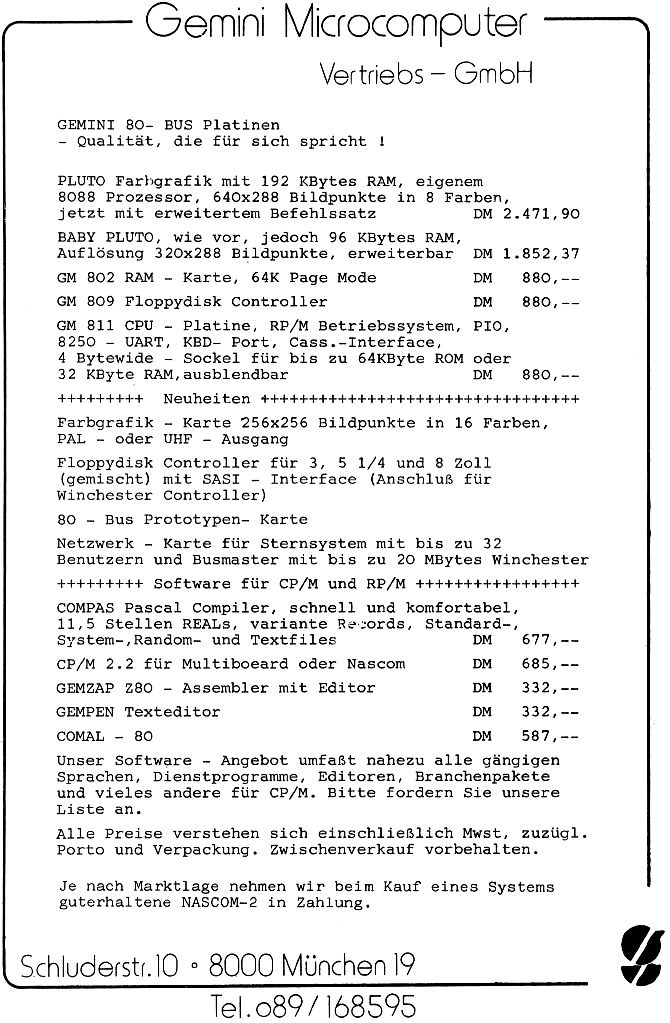 Gemini Microcomputer
Vertriebs - GmbH
GEMINI 80- BUS Platinen
- Qualität, die für sich spricht !
PLUTO Farbgrafik mit 192 KBytes RAM, eigenem
8088 Prozessor, 640x288 Bildpunkte in 8 Farben,
jetzt mit erweitertem Befehlssatz DM 2.471,90
BABY PLUTO, wie vor, jedoch 96 KBytes RAM,
Auflösung 320x288 Bildpunkte, erweiterbar DM 1.852,37
GM 802 RAM - Karte, 64K Page Mode DM 880,--
GM 809 Floppydisk Controller DM 880,--
GM 811 CPU - Platine, RP/M Betriebssystem, PIO,
8250 - UART, KBD- Port, Cass.-Interface,
4 Bytewide - Sockel für bis zu 64KByte ROM oder
32 KByte RAM,ausblendbar DM 880,--
+++++++++ Neuheiten +++++++++++++++++++++++++++++++++
Farbgrafik - Karte 256x256 Bildpunkte in 16 Farben,
PAL - oder UHF - Ausgang
Floppydisk Controller für 3, 5 1/4 und 8 Zoll
(gemischt) mit SASI - Interface (Anschluß für
Winchester Controller)
80 - Bus Prototypen- Karte
Netzwerk - Karte für Sternsystem mit bis zu 32
Benutzern und Busmaster mit bis zu 20 MBytes Winchester
+++++++++ Software für CP/M und RP/M +++++++++++++++++
COMPAS Pascal Compiler, schnell und komfortabel,
11,5 Stellen REALs, variante Records, Standard-,
System-,Random- und Textfiles DM 677,--
CP/M 2.2 für Multiboeard oder Nascom DM 685,--
GEMZAP Z80 - Assembler mit Editor DM 332,--
GEMPEN Texteditor DM 332,--
COMAL - 80 DM 587,--
Unser Software - Angebot umfaßt nahezu alle gängigen
Sprachen, Dienstprogramme, Editoren, Branchenpakete
und vieles andere für CP/M. Bitte fordern Sie unsere
Liste an.
Alle Preise verstehen sich einschließlich Mwst, zuzügl.
Porto und Verpackung. Zwischenverkauf vorbehalten.
Je nach Marktlage nehmen wir beim Kauf eines Systems
guterhaltene NASCOM-2 in Zahlung.
Schluderstr.10 ∘ 8000 München 19
Tel.089/168595